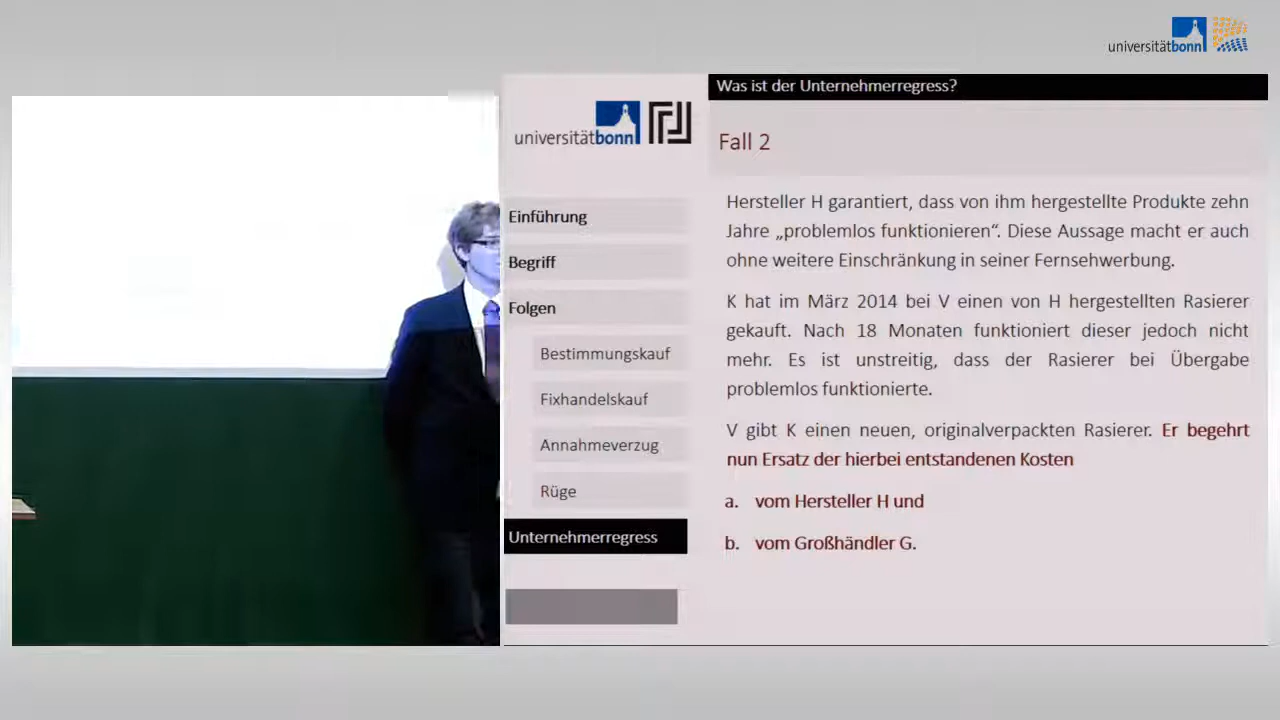 universitätbonn
Was ist der Unternehmerregress?
universitätbonn
Fall 2
Einführung
Begriff
Folgen
Bestimmungskauf
Fixhandelskauf
Annahmeverzug
Rüge
Unternehmerregress
Hersteller H garantiert, dass von ihm hergestellte Produkte zehn
Jahre „problemlos funktionieren“. Diese Aussage macht er auch
ohne weitere Einschränkung in seiner Fernsehwerbung.
K hat im März 2014 bei V einen von H hergestellten Rasierer
gekauft. Nach 18 Monaten funktioniert dieser jedoch nicht
mehr. Es ist unstreitig, dass der Rasierer bei Übergabe
problemlos funktionierte.
V gibt K einen neuen, originalverpackten Rasierer. Er begehrt
nun Ersatz der hierbei entstandenen Kosten
a. vom Hersteller H und
b. vom Großhändler G.